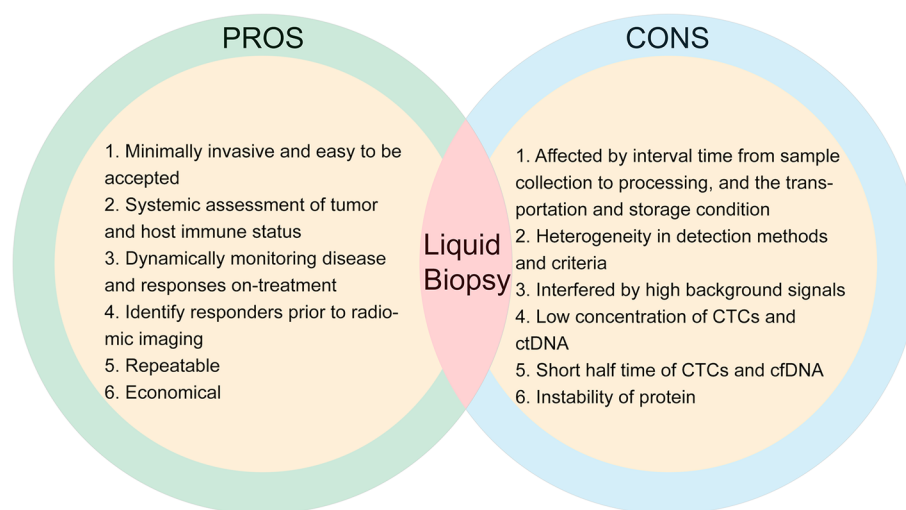 PROS
1. Minimally invasive and easy to be
accepted
2. Systemic assessment of tumor
and host immune status
3. Dynamically monitoring disease
and responses on-treatment
4. Identify responders prior to radio-
mic imaging
5. Repeatable
6. Economical
Liquid
Biopsy
CONS
1. Affected by interval time from sample
collection to processing, and the trans-
portation and storage condition
2. Heterogeneity in detection methods
and criteria
3. Interfered by high background signals
4. Low concentration of CTCs and
ctDNA
5. Short half time of CTCs and cfDNA
6. Instability of protein